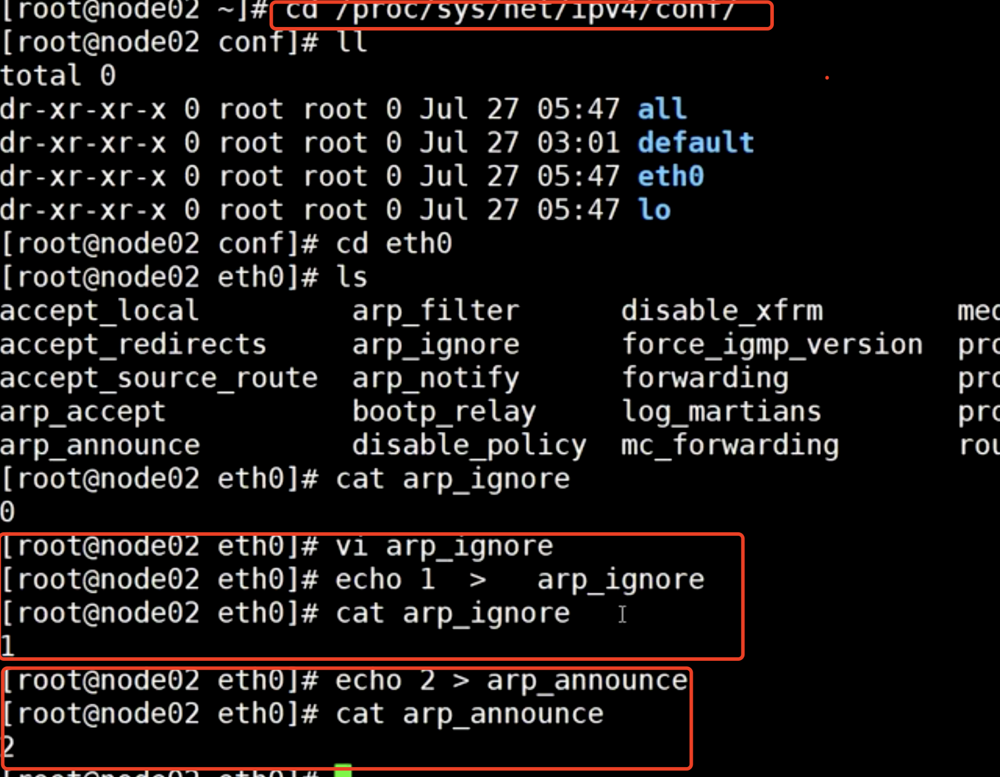 [root@node02 ~]# cd /proc/sys/net/ipv4/conf/
[root@node02 conf]# ll
total 0
dr-xr-xr-x 0 root root 0 Jul 27 05:47 all
dr-xr-xr-x 0 root root 0 Jul 27 03:01 default
dr-xr-xr-x 0 root root 0 Jul 27 05:47 eth0
dr-xr-xr-x 0 root root 0 Jul 27 05:47 lo
[root@node02 conf]# cd eth0
[root@node02 eth0]# ls
accept_local arp_filter disable_xfrm
accept_redirects arp_ignore force_igmp_version
accept_source_route arp_notify forwarding
arp_accept bootp_relay log_martians
arp_announce disable_policy mc_forwarding
[root@node02 eth0]# cat arp_ignore
0
[root@node02 eth0]# vi arp_ignore
[root@node02 eth0]# echo 1  >   arp_ignore
[root@node02 eth0]# cat arp_ignore
1
[root@node02 eth0]# echo 2 > arp_announce
[root@node02 eth0]# cat arp_announce
2
[root@node02 eth0]#